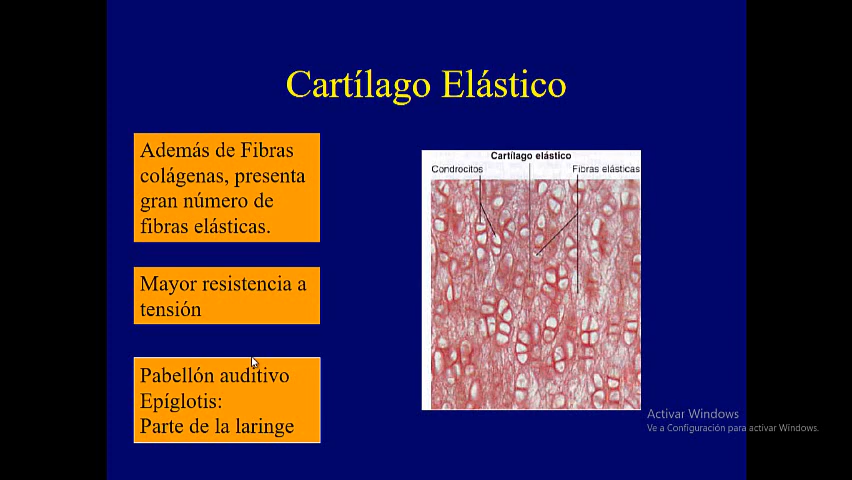 Cartílago Elástico
Además de Fibras
colágenas, presenta
gran número de
fibras elásticas.
Mayor resistencia a
tensión
Pabellón auditivo
Epíglotis:
Parte de la laringe
Cartílago elástico
Condrocitos
Fibras elásticas
Activar Windows
Ve a Configuración para activar Windows.